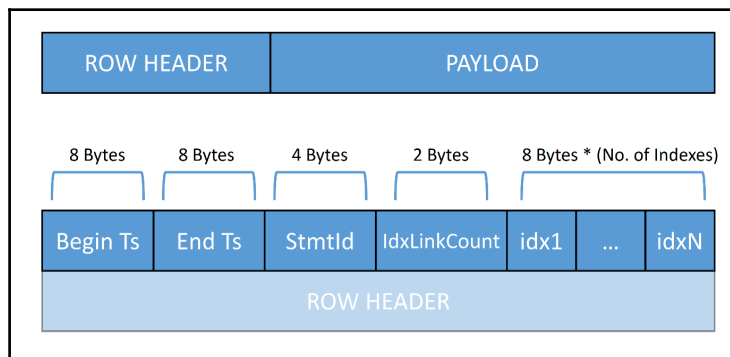 ROW HEADER PAYLOAD
8 Bytes 8 Bytes 4 Bytes 2 Bytes 8 Bytes * (No. of Indexes)
Begin Ts End Ts StmtId IdxLinkCount idx1 ... idxN
ROW HEADER